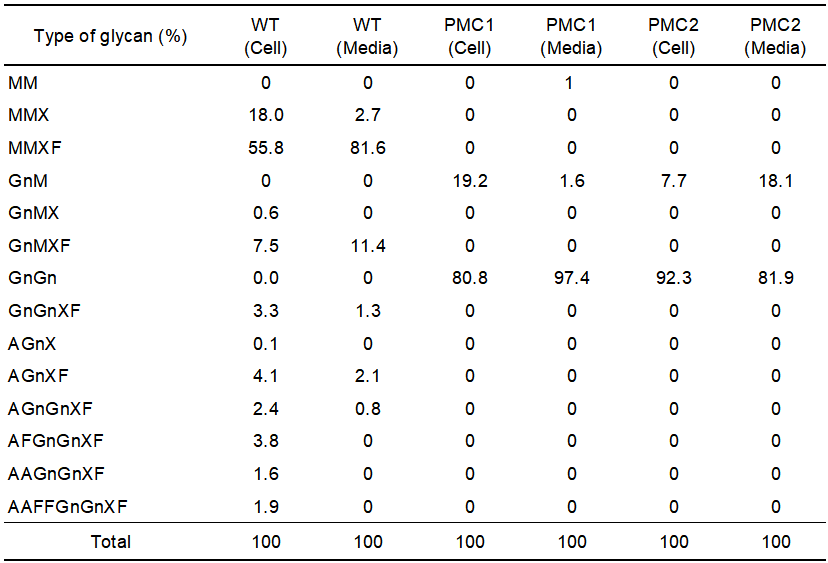 Type of glycan (%) WT (Cell) WT (Media) PMC1 (Cell) PMC1 (Media) PMC2 (Cell) PMC2 (Media)
MM 0 0 0 1 0 0
MMX 18.0 2.7 0 0 0 0
MMXF 55.8 81.6 0 0 0 0
GnM 0 0 19.2 1.6 7.7 18.1
GnMX 0.6 0 0 0 0 0
GnMXF 7.5 11.4 0 0 0 0
GnGn 0.0 0 80.8 97.4 92.3 81.9
GnGnXF 3.3 1.3 0 0 0 0
AGnX 0.1 0 0 0 0 0
AGnXF 4.1 2.1 0 0 0 0
AGnGnXF 2.4 0.8 0 0 0 0
AFGnGnXF 3.8 0 0 0 0 0
AAGnGnXF 1.6 0 0 0 0 0
AAFFGnGnXF 1.9 0 0 0 0 0
Total 100 100 100 100 100 100